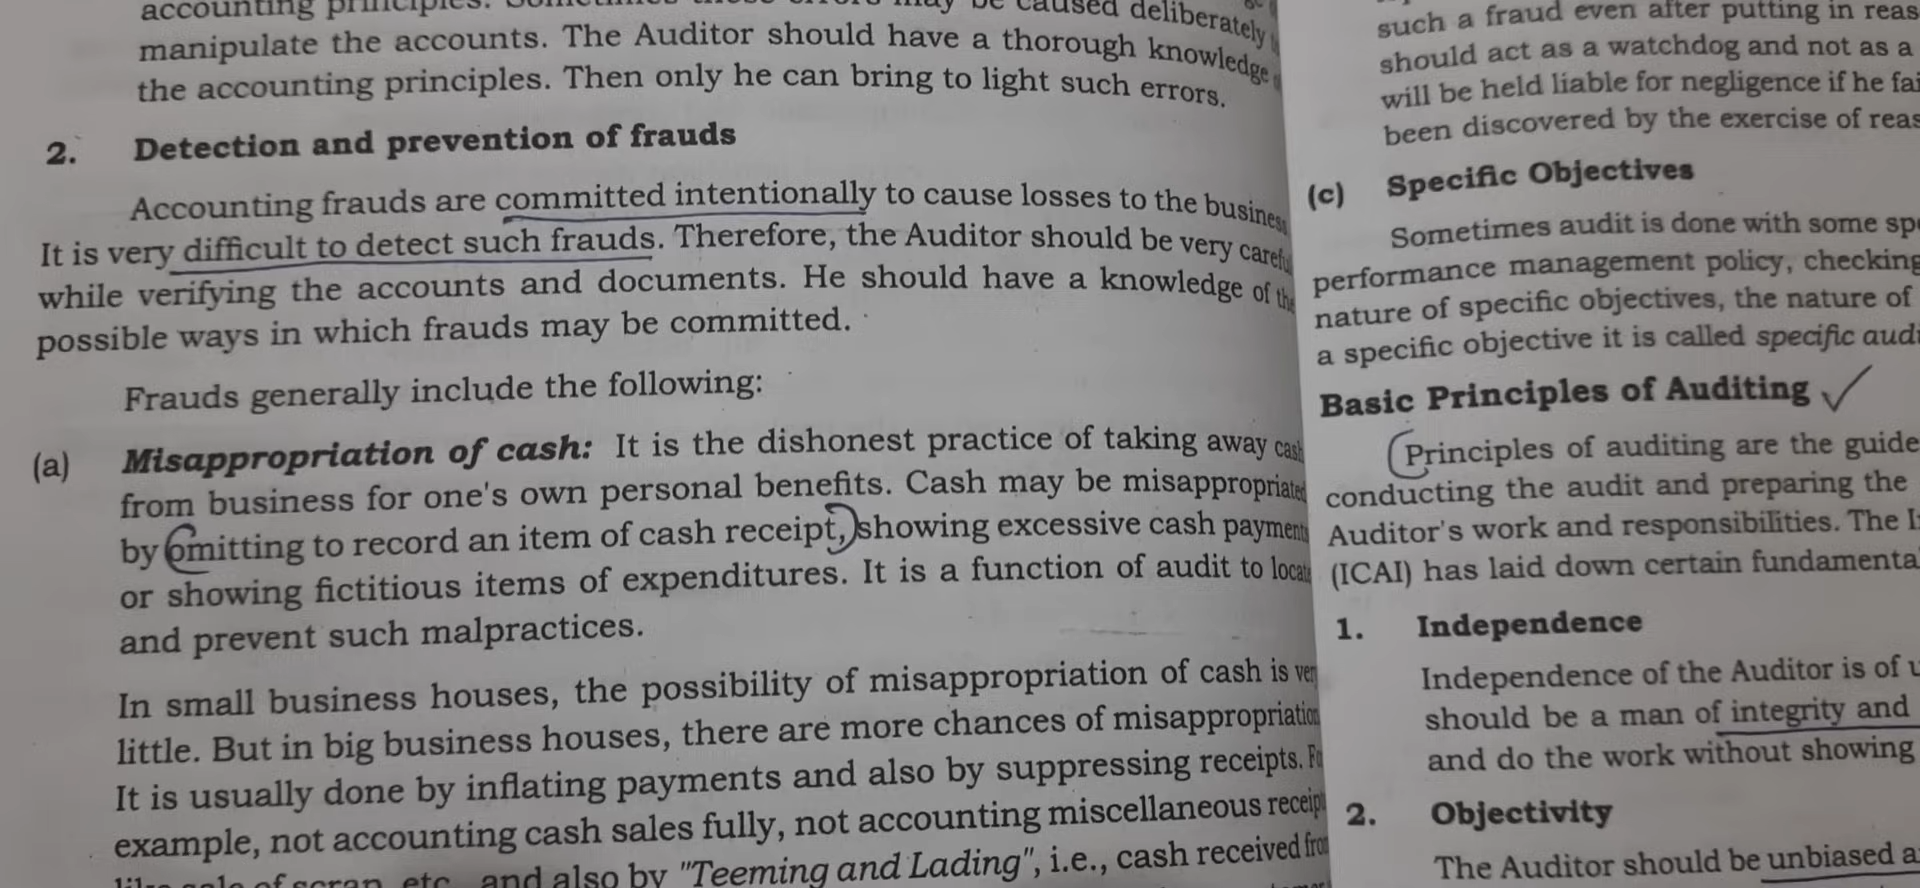 accounting principles. Sometimes these errors may be caused deliberately
manipulate the accounts. The Auditor should have a thorough knowledge
the accounting principles. Then only he can bring to light such errors.
2. Detection and prevention of frauds
Accounting frauds are committed intentionally to cause losses to the business
It is very difficult to detect such frauds. Therefore, the Auditor should be very careful
while verifying the accounts and documents. He should have a knowledge of the
possible ways in which frauds may be committed.
Frauds generally include the following:
(a) Misappropriation of cash: It is the dishonest practice of taking away cash
from business for one's own personal benefits. Cash may be misappropriated
by omitting to record an item of cash receipt, showing excessive cash payments
or showing fictitious items of expenditures. It is a function of audit to locate
and prevent such malpractices.
In small business houses, the possibility of misappropriation of cash is very
little. But in big business houses, there are more chances of misappropriation
It is usually done by inflating payments and also by suppressing receipts. For
example, not accounting cash sales fully, not accounting miscellaneous receipt
like sale of scrap, etc. and also by "Teeming and Lading", i.e., cash received from
such a fraud even after putting in reas
should act as a watchdog and not as a
will be held liable for negligence if he fai
been discovered by the exercise of reas
(c) Specific Objectives
Sometimes audit is done with some spe
performance management policy, checking
nature of specific objectives, the nature of
a specific objective it is called specific audi
Basic Principles of Auditing
Principles of auditing are the guide
conducting the audit and preparing the
Auditor's work and responsibilities. The I
(ICAI) has laid down certain fundamenta
1. Independence
Independence of the Auditor is of u
should be a man of integrity and
and do the work without showing
2. Objectivity
The Auditor should be unbiased a